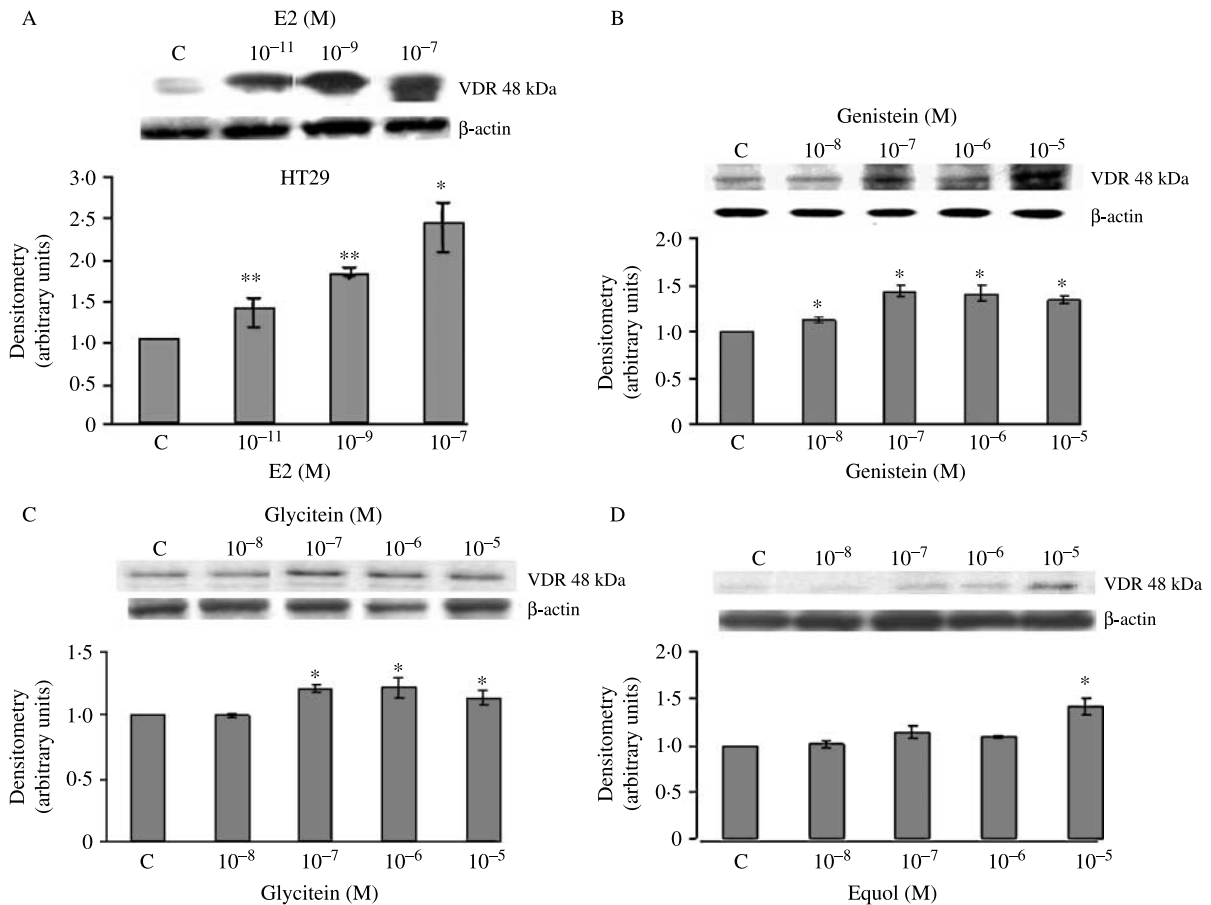 A
E2 (M)
C 10⁻¹¹ 10⁻⁹ 10⁻⁷
VDR 48 kDa
β-actin
HT29
3·0
2·5
2·0
1·5
1·0
0·5
0
Densitometry
(arbitrary units)
** ** *
C 10⁻¹¹ 10⁻⁹ 10⁻⁷
E2 (M)
B
Genistein (M)
C 10⁻⁸ 10⁻⁷ 10⁻⁶ 10⁻⁵
VDR 48 kDa
β-actin
2·0
1·5
1·0
0·5
0
Densitometry
(arbitrary units)
* * * *
C 10⁻⁸ 10⁻⁷ 10⁻⁶ 10⁻⁵
Genistein (M)
C
Glycitein (M)
C 10⁻⁸ 10⁻⁷ 10⁻⁶ 10⁻⁵
VDR 48 kDa
β-actin
1·5
1·0
0·5
0
Densitometry
(arbitrary units)
* * *
C 10⁻⁸ 10⁻⁷ 10⁻⁶ 10⁻⁵
Glycitein (M)
D
C 10⁻⁸ 10⁻⁷ 10⁻⁶ 10⁻⁵
VDR 48 kDa
β-actin
2·0
1·5
1·0
0·5
0
Densitometry
(arbitrary units)
*
C 10⁻⁸ 10⁻⁷ 10⁻⁶ 10⁻⁵
Equol (M)